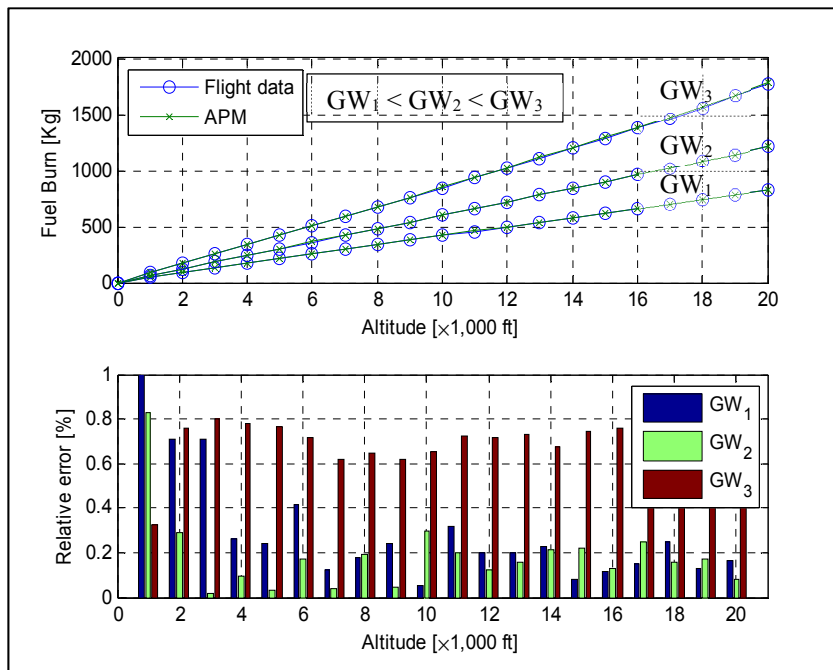 2000
1500
1000
500
0
Fuel Burn [Kg]
Flight data
APM
GW₁ < GW₂ < GW₃
GW₃
GW₂
GW₁
0 2 4 6 8 10 12 14 16 18 20
Altitude [×1,000 ft]
1
0.8
0.6
0.4
0.2
0
Relative error [%]
GW₁
GW₂
GW₃
0 2 4 6 8 10 12 14 16 18 20
Altitude [×1,000 ft]